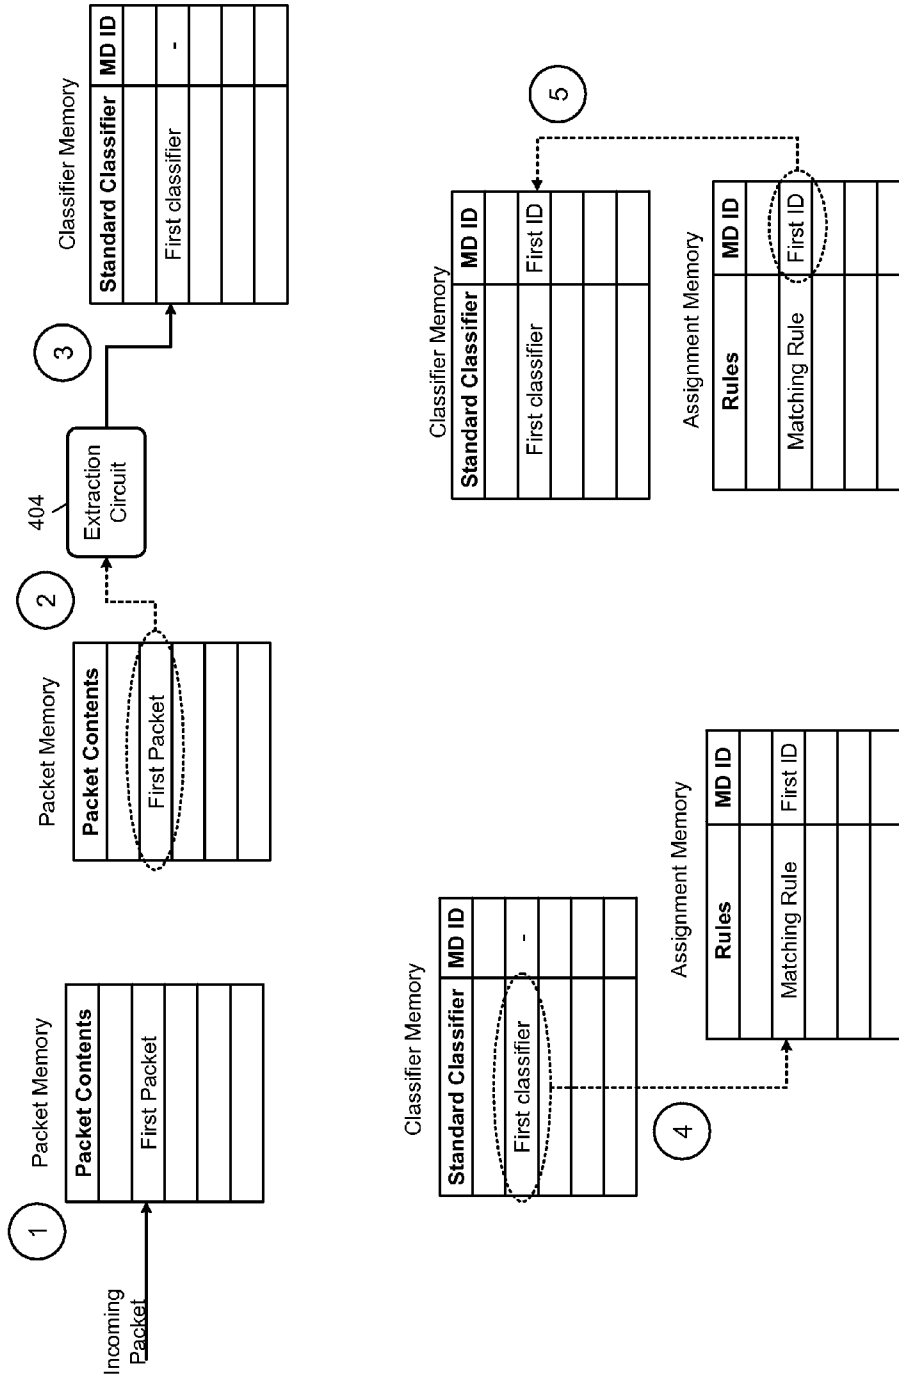 1
Incoming
Packet
Packet Memory
Packet Contents
First Packet
2
Packet Memory
Packet Contents
First Packet
404
Extraction
Circuit
3
Classifier Memory
Standard Classifier MD ID
First classifier -
4
Classifier Memory
Standard Classifier MD ID
First classifier -
Assignment Memory
Rules MD ID
Matching Rule First ID
5
Classifier Memory
Standard Classifier MD ID
First classifier First ID
Assignment Memory
Rules MD ID
Matching Rule First ID